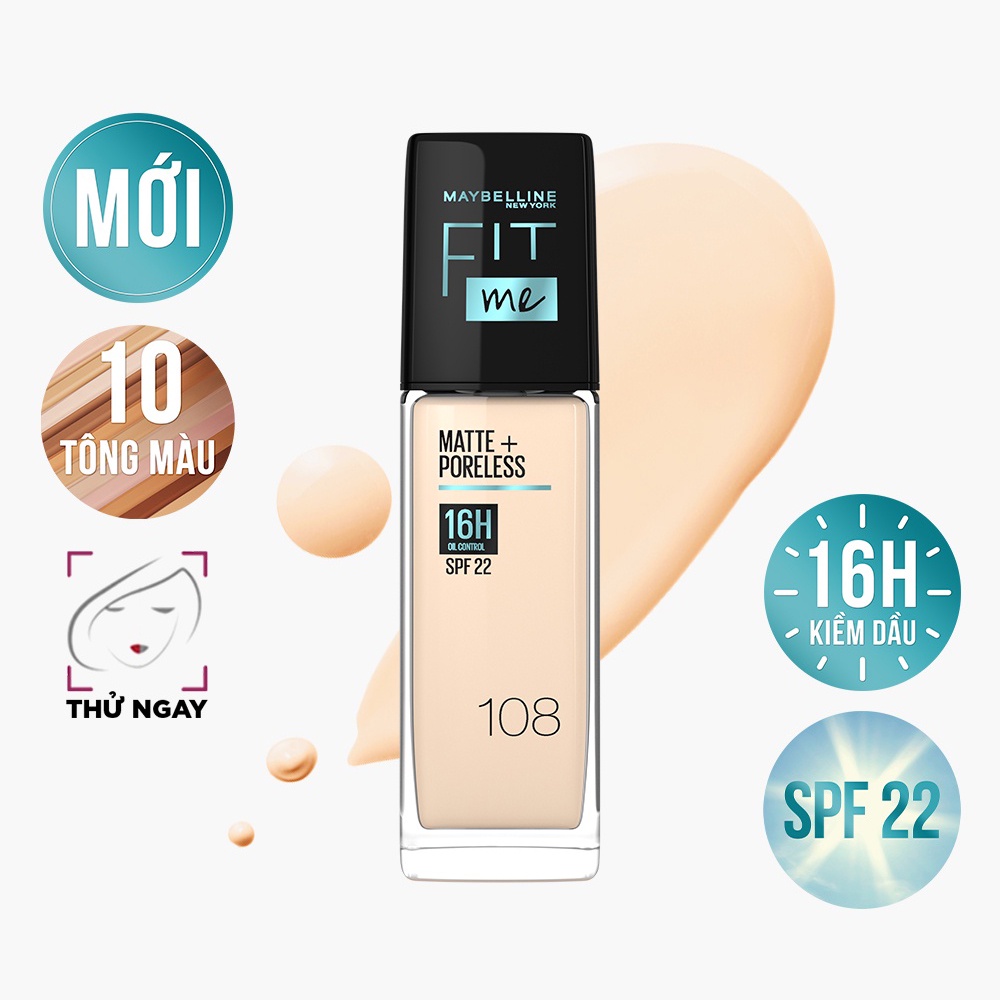 MỚI
10
TÔNG MÀU
THỬ NGAY
MAYBELLINE
NEW YORK
FIT
me
MATTE +
PORELESS
16H
OIL CONTROL
SPF 22
108
16H
KIỀM DẦU
SPF 22